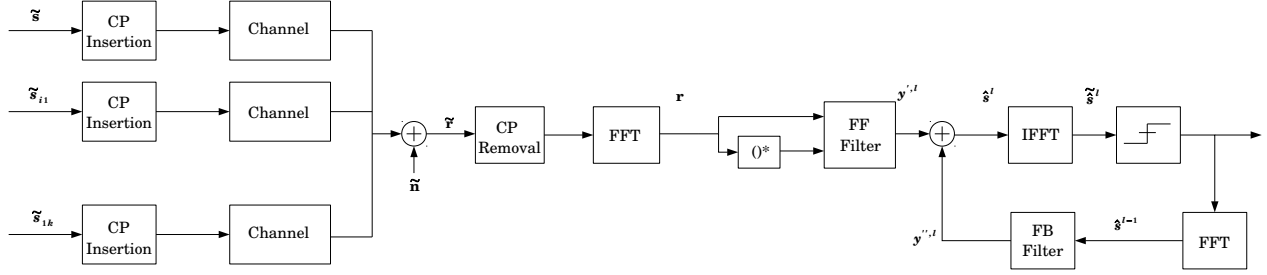 s̃
CP
Insertion
Channel
s̃ᵢ₁
CP
Insertion
Channel
s̃₁ₖ
CP
Insertion
Channel
+
ñ
r̃
CP
Removal
FFT
r
()*
FF
Filter
y',l
+
ŝˡ
IFFT
s̃̂ˡ
FFT
ŝˡ⁻¹
FB
Filter
y'',l